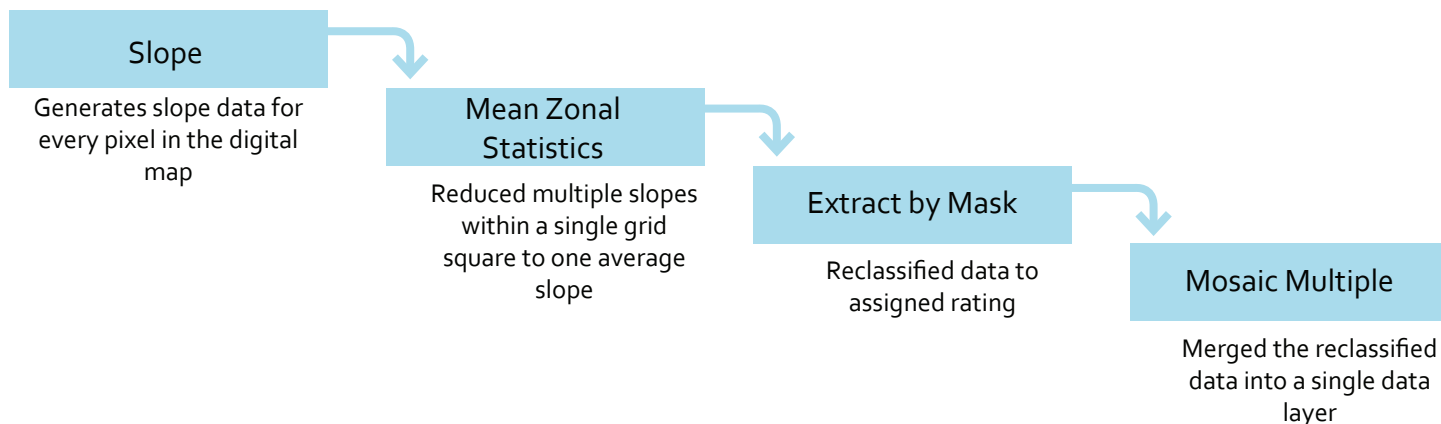 Slope
Generates slope data for
every pixel in the digital
map
Mean Zonal
Statistics
Reduced multiple slopes
within a single grid
square to one average
slope
Extract by Mask
Reclassified data to
assigned rating
Mosaic Multiple
Merged the reclassified
data into a single data
layer